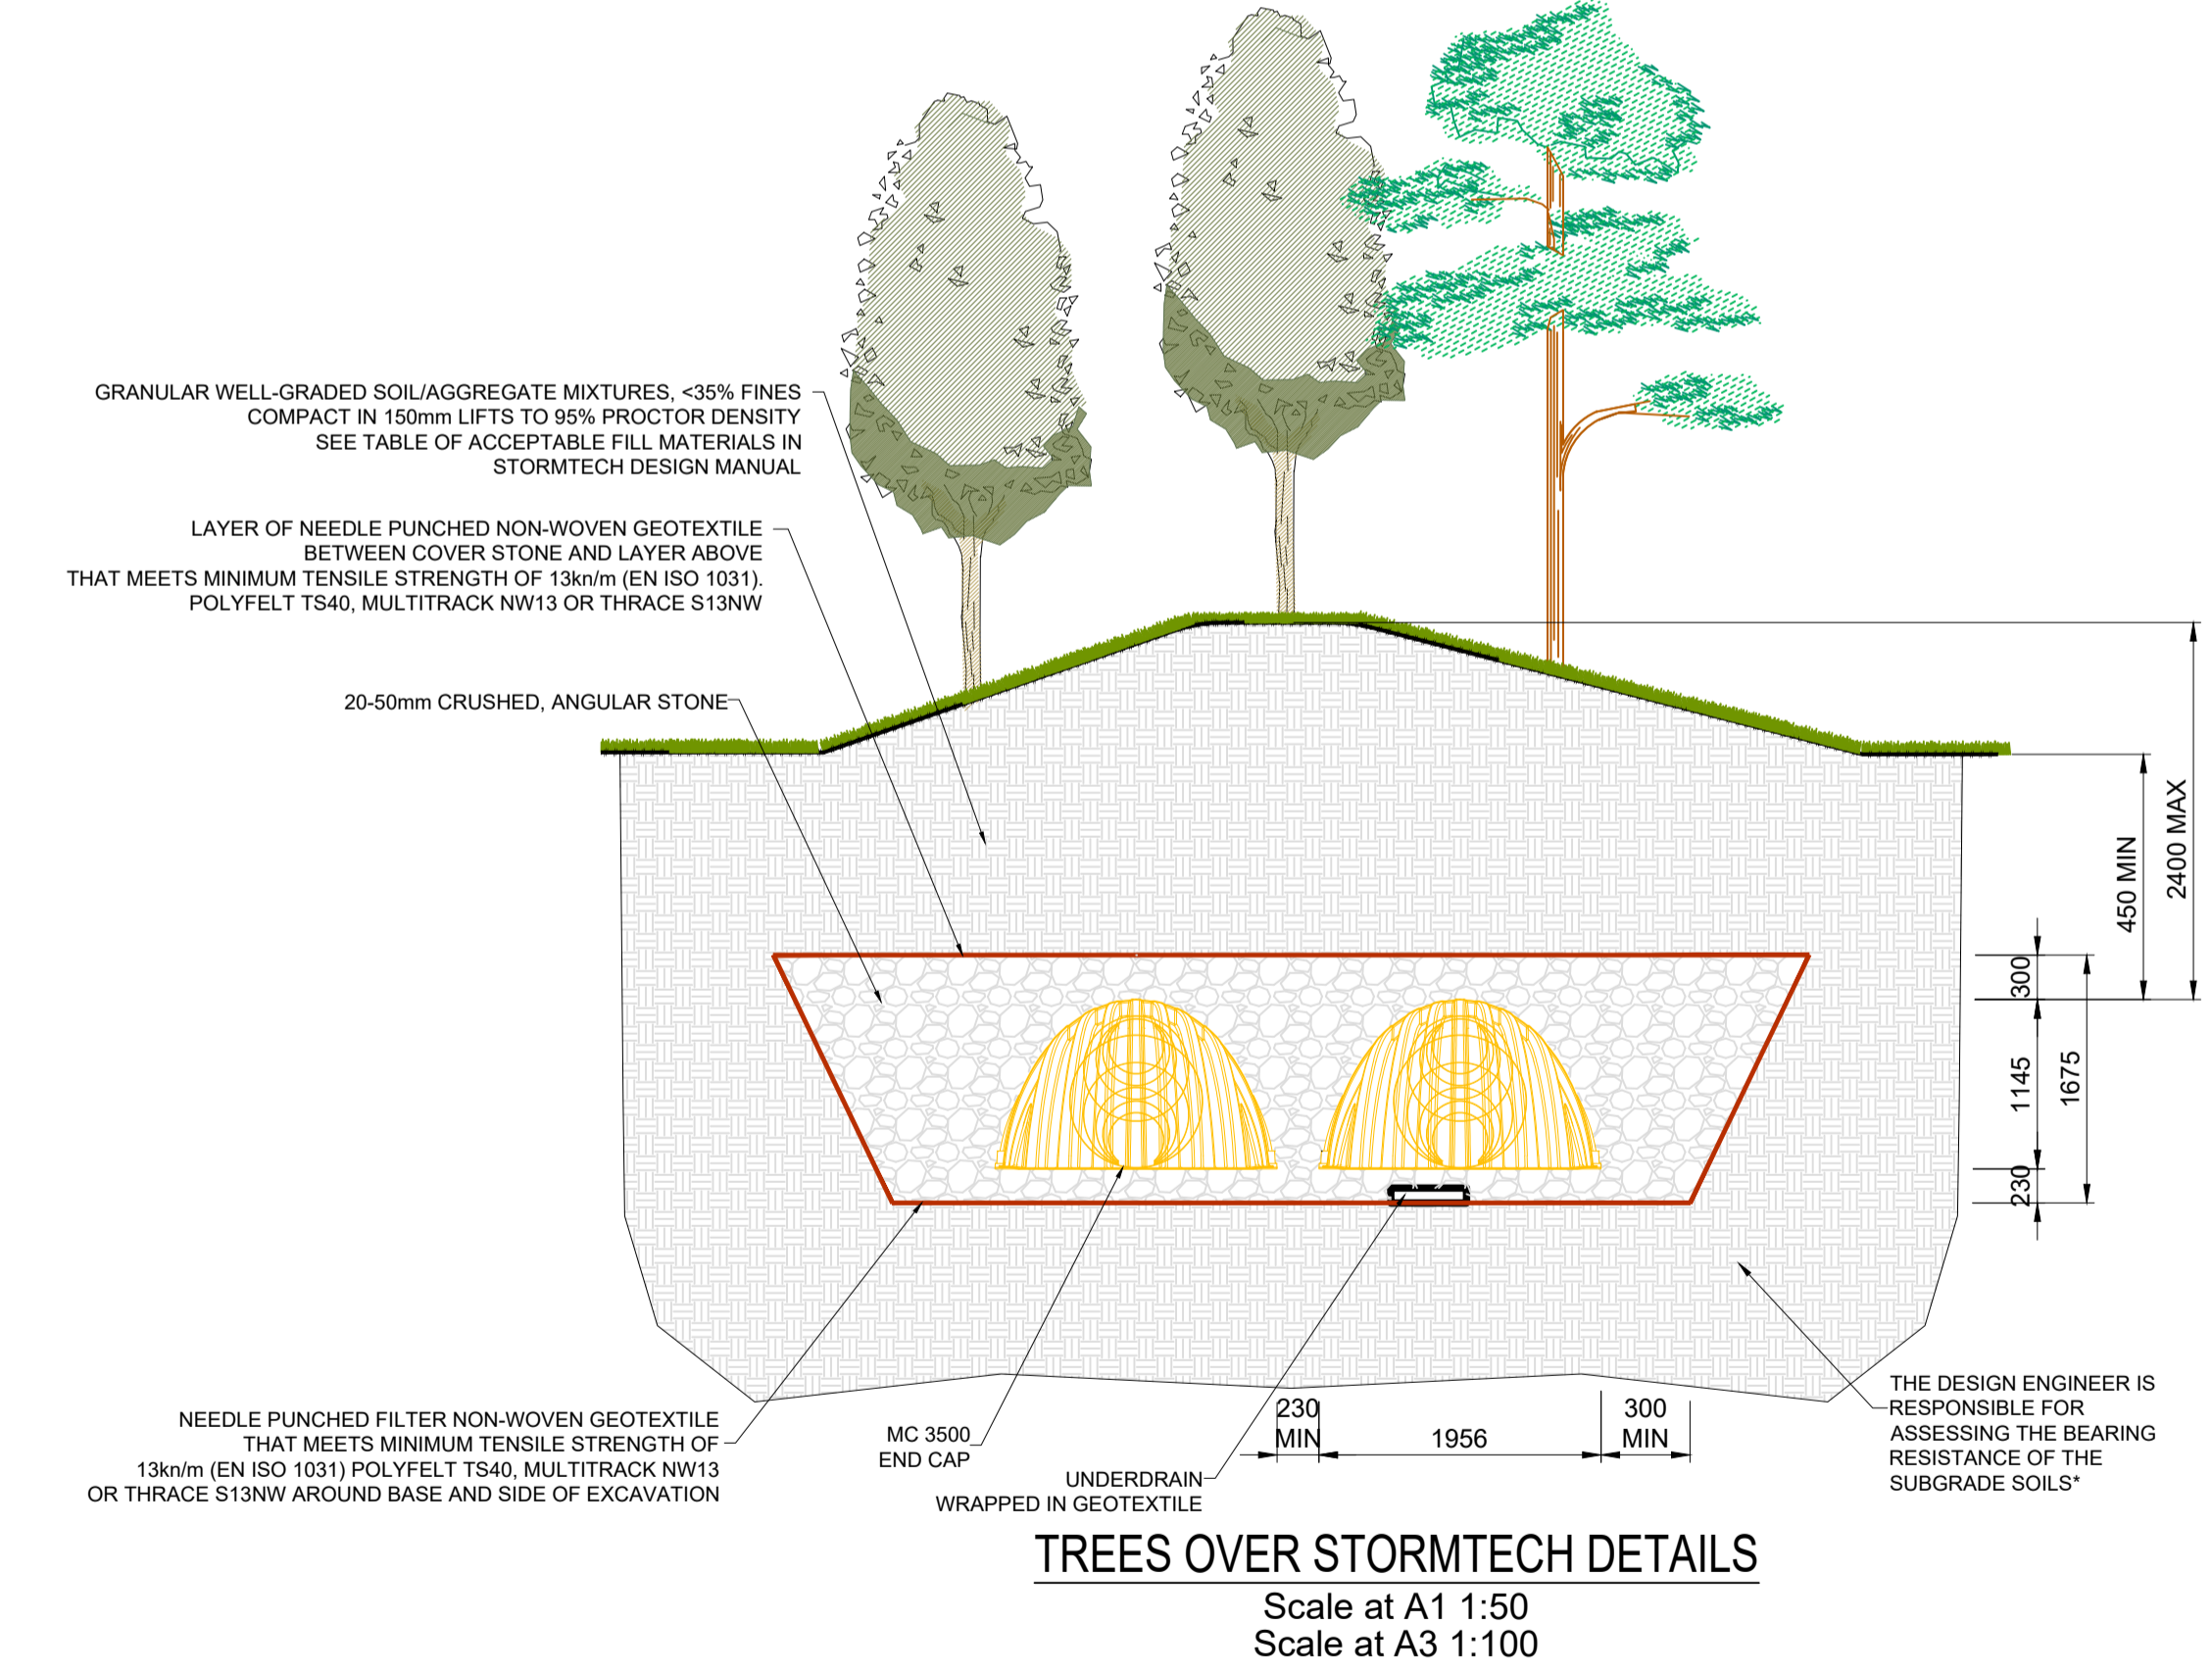 GRANULAR WELL-GRADED SOIL/AGGREGATE MIXTURES, <35% FINES
COMPACT IN 150mm LIFTS TO 95% PROCTOR DENSITY
SEE TABLE OF ACCEPTABLE FILL MATERIALS IN
STORMTECH DESIGN MANUAL
LAYER OF NEEDLE PUNCHED NON-WOVEN GEOTEXTILE
BETWEEN COVER STONE AND LAYER ABOVE
THAT MEETS MINIMUM TENSILE STRENGTH OF 13kn/m (EN ISO 1031).
POLYFELT TS40, MULTITRACK NW13 OR THRACE S13NW
20-50mm CRUSHED, ANGULAR STONE
450 MIN
2400 MAX
300
1145
1675
230
NEEDLE PUNCHED FILTER NON-WOVEN GEOTEXTILE
THAT MEETS MINIMUM TENSILE STRENGTH OF
13kn/m (EN ISO 1031) POLYFELT TS40, MULTITRACK NW13
OR THRACE S13NW AROUND BASE AND SIDE OF EXCAVATION
MC 3500
END CAP
UNDERDRAIN
WRAPPED IN GEOTEXTILE
230
MIN
1956
300
MIN
THE DESIGN ENGINEER IS
RESPONSIBLE FOR
ASSESSING THE BEARING
RESISTANCE OF THE
SUBGRADE SOILS*
TREES OVER STORMTECH DETAILS
Scale at A1 1:50
Scale at A3 1:100